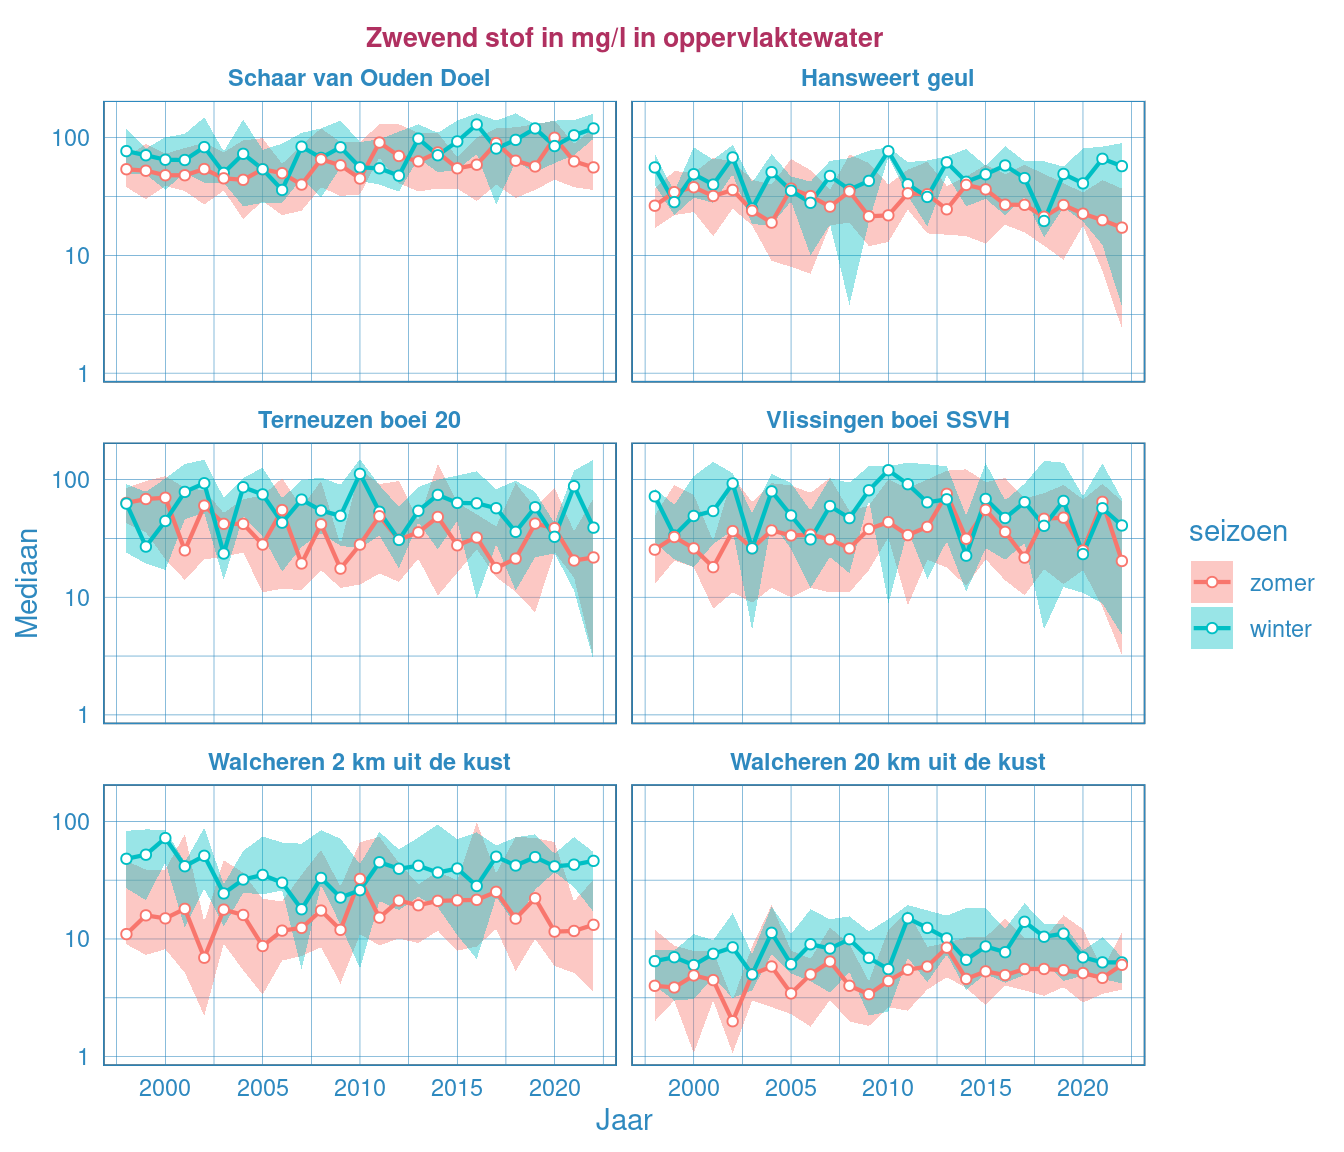 Zwevend stof in mg/l in oppervlaktewater
Schaar van Ouden Doel
Hansweert geul
100
10
1
Terneuzen boei 20
Vlissingen boei SSVH
100
10
1
Walcheren 2 km uit de kust
Walcheren 20 km uit de kust
100
10
1
2000 2005 2010 2015 2020
2000 2005 2010 2015 2020
Jaar
Mediaan
seizoen
zomer
winter